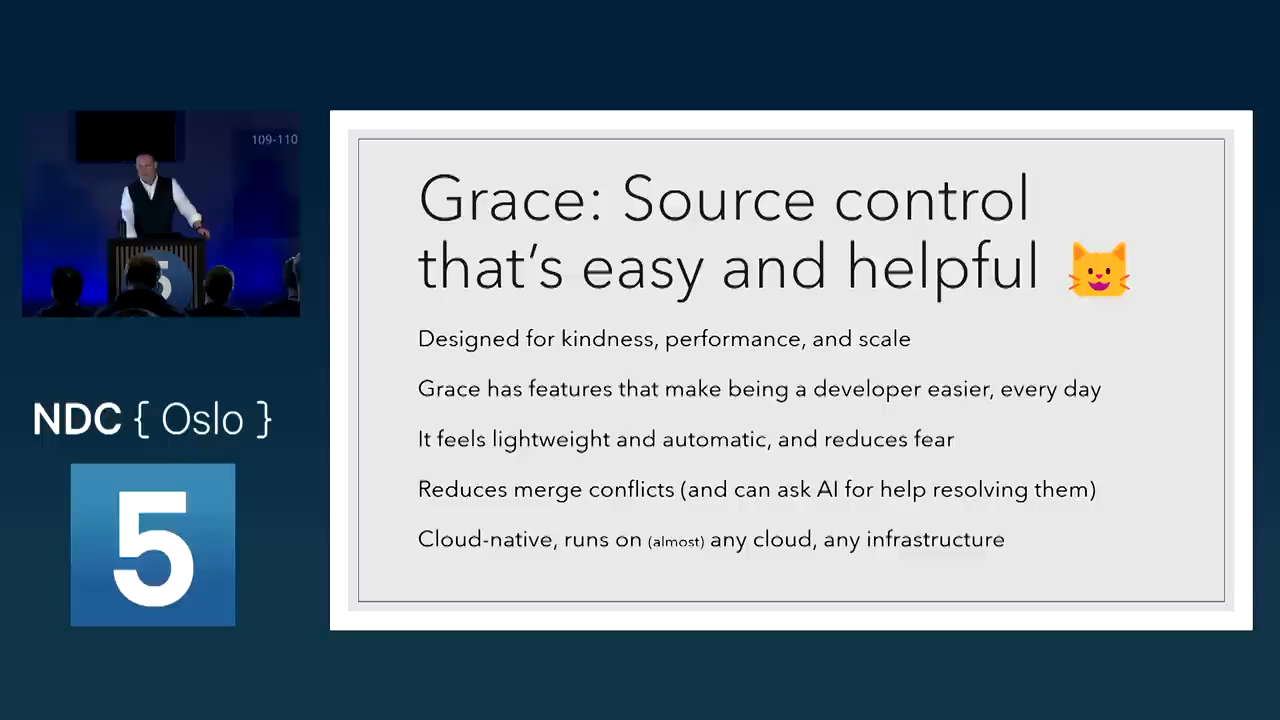 109-110
5
NDC { Oslo }
5
Grace: Source control
that’s easy and helpful
Designed for kindness, performance, and scale
Grace has features that make being a developer easier, every day
It feels lightweight and automatic, and reduces fear
Reduces merge conflicts (and can ask AI for help resolving them)
Cloud-native, runs on (almost) any cloud, any infrastructure